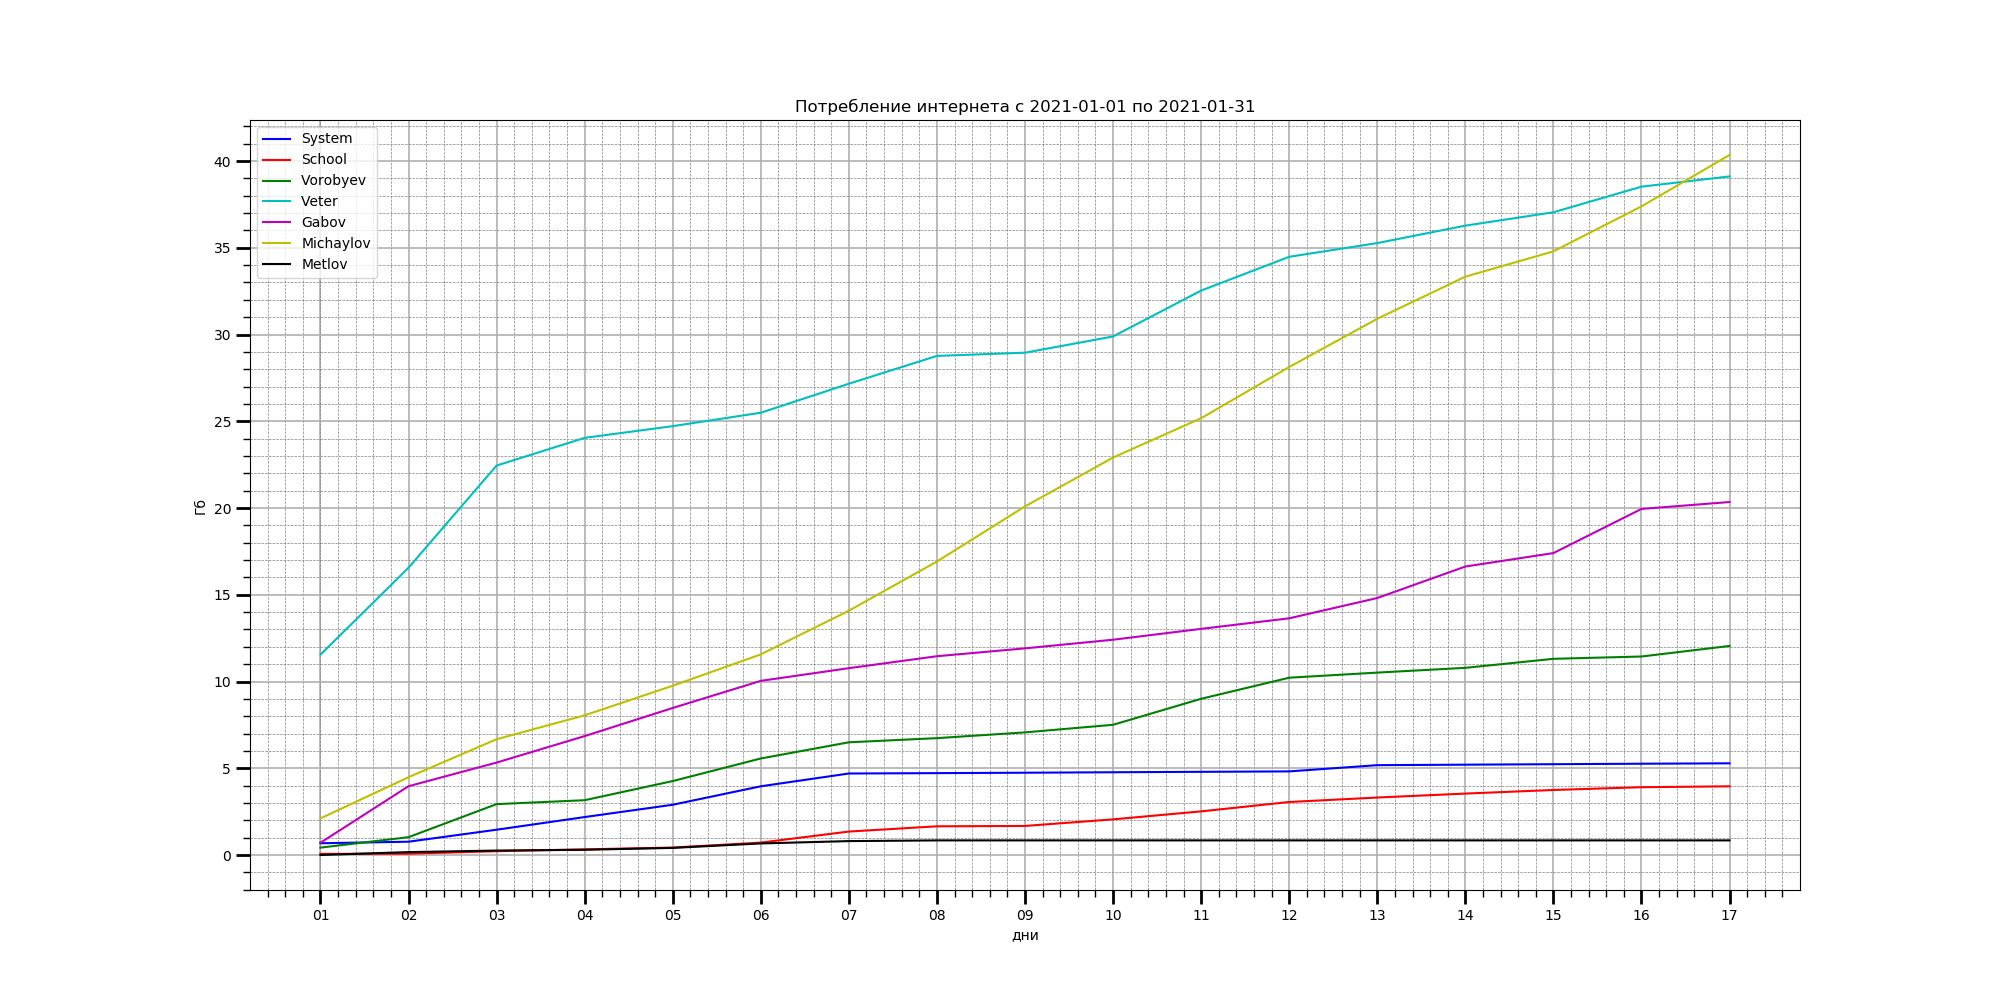 Потребление интернета с 2021-01-01 по 2021-01-31
System
School
Vorobyev
Veter
Gabov
Michaylov
Metlov
40
35
30
25
20
15
10
5
0
Гб
01 02 03 04 05 06 07 08 09 10 11 12 13 14 15 16 17
дни